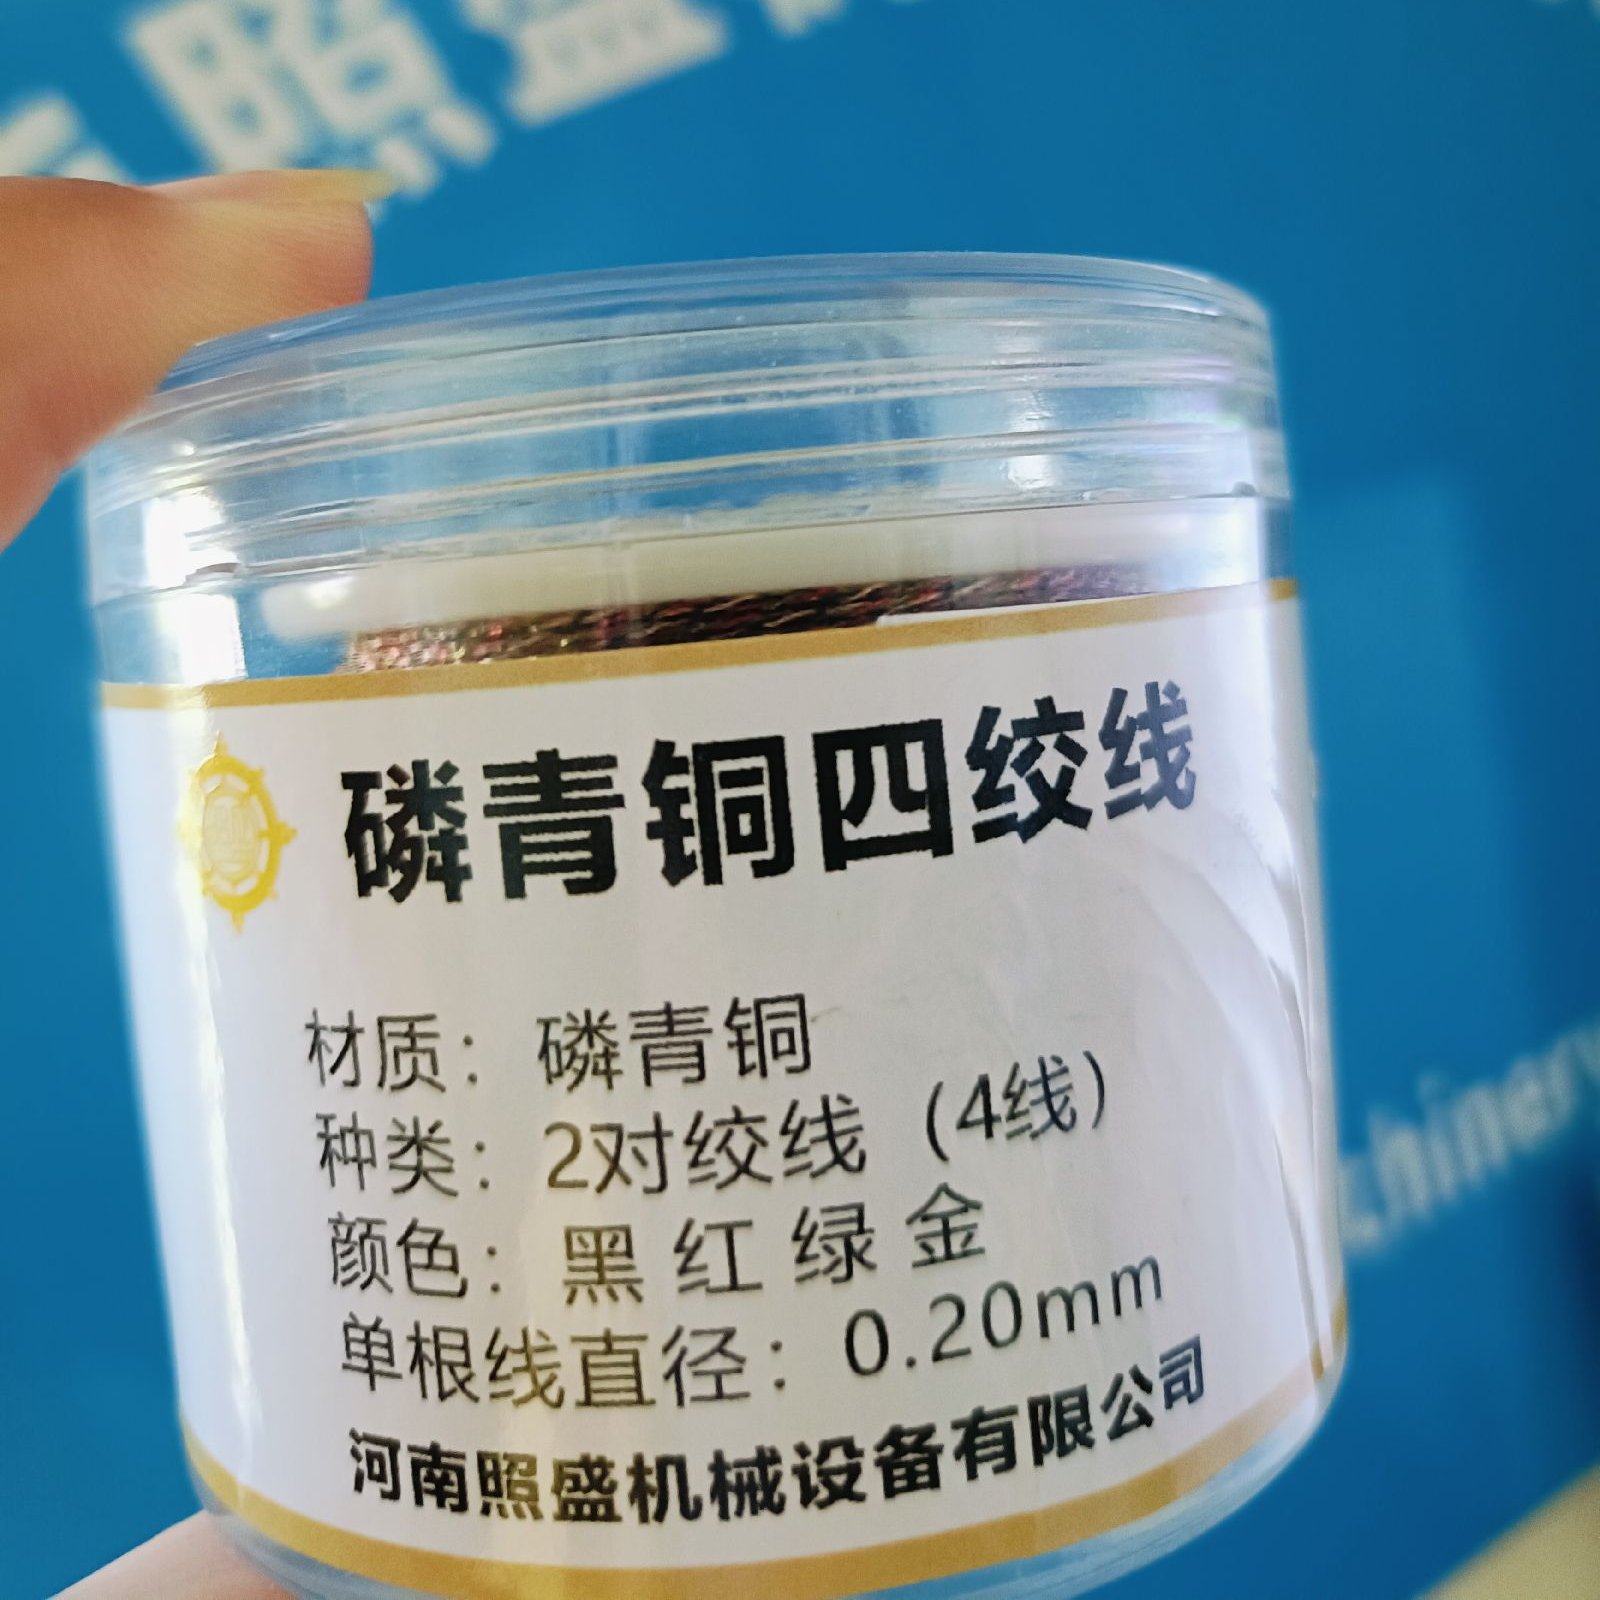 照盛
磷青铜四绞线
材质：磷青铜
种类：2对绞线（4线）
颜色：黑 红 绿 金
单根线直径：0.20mm
河南照盛机械设备有限公司